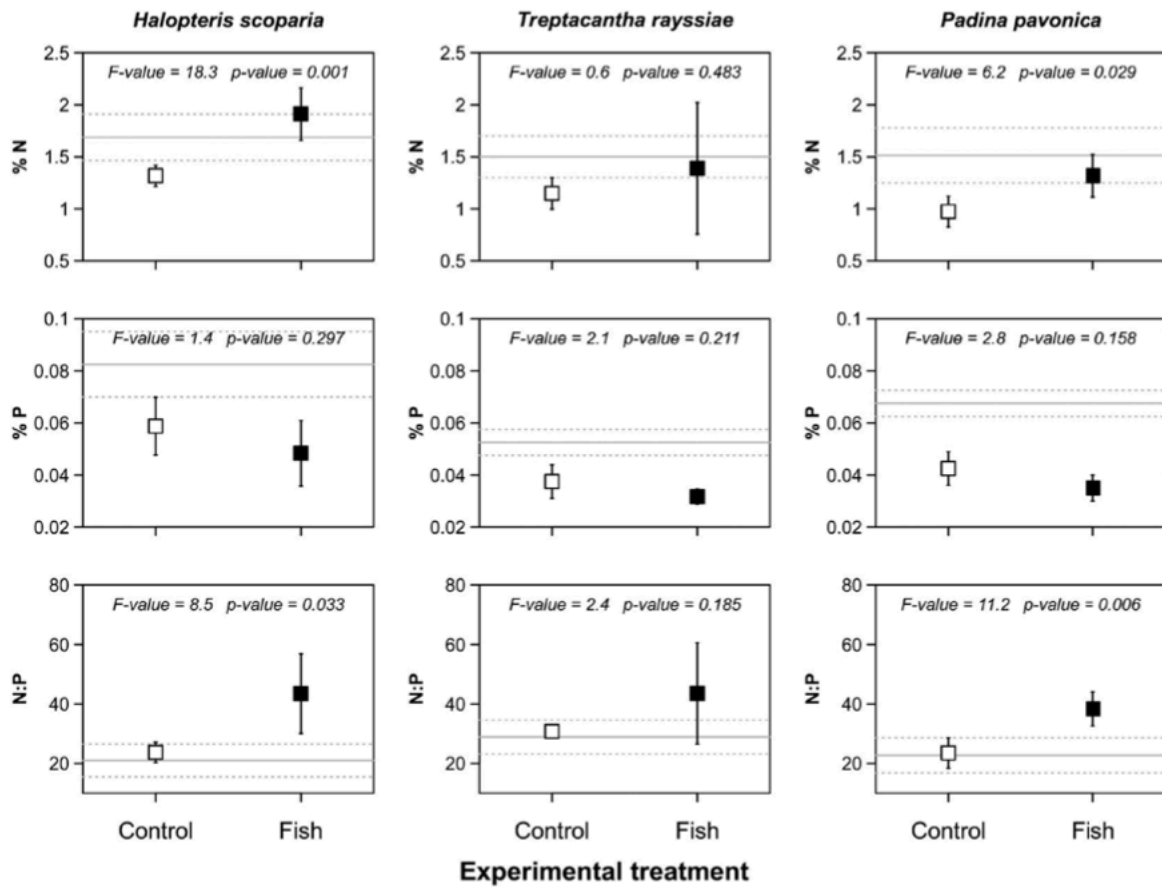 Halopteris scoparia Treptacantha rayssiae Padina pavonica
2.5 2.5 2.5
F-value = 18.3 p-value = 0.001 F-value = 0.6 p-value = 0.483 F-value = 6.2 p-value = 0.029
2 2 2
% N 1.5 % N 1.5 % N 1.5
1 1 1
0.5 0.5 0.5
0.1 0.1 0.1
F-value = 1.4 p-value = 0.297 F-value = 2.1 p-value = 0.211 F-value = 2.8 p-value = 0.158
0.08 0.08 0.08
% P 0.06 % P 0.06 % P 0.06
0.04 0.04 0.04
0.02 0.02 0.02
80 80 80
F-value = 8.5 p-value = 0.033 F-value = 2.4 p-value = 0.185 F-value = 11.2 p-value = 0.006
60 60 60
N:P 40 N:P 40 N:P 40
20 20 20
Control Fish Control Fish Control Fish
Experimental treatment